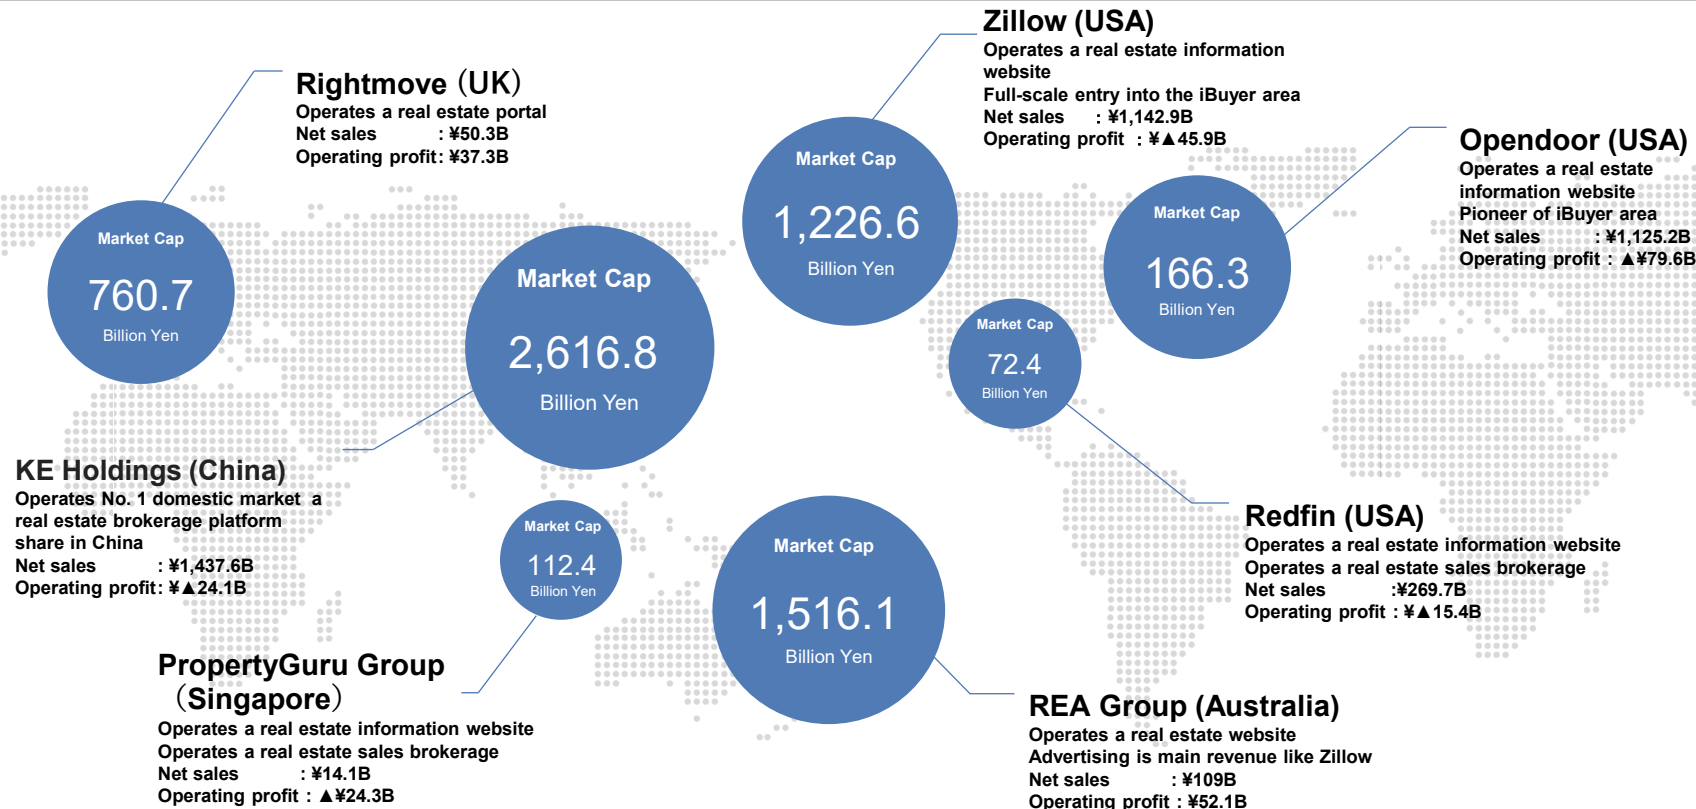 Zillow (USA)
Operates a real estate information
website
Full-scale entry into the iBuyer area
Net sales : ¥1,142.9B
Operating profit : ¥▲45.9B
Market Cap
1,226.6
Billion Yen
Rightmove（UK）
Operates a real estate portal
Net sales : ¥50.3B
Operating profit: ¥37.3B
Market Cap
760.7
Billion Yen
Opendoor (USA)
Operates a real estate
information website
Pioneer of iBuyer area
Net sales : ¥1,125.2B
Operating profit : ▲¥79.6B
Market Cap
166.3
Billion Yen
Market Cap
2,616.8
Billion Yen
KE Holdings (China)
Operates No. 1 domestic market a
real estate brokerage platform
share in China
Net sales : ¥1,437.6B
Operating profit: ¥▲24.1B
Market Cap
72.4
Billion Yen
Redfin (USA)
Operates a real estate information website
Operates a real estate sales brokerage
Net sales :¥269.7B
Operating profit : ¥▲15.4B
Market Cap
112.4
Billion Yen
PropertyGuru Group
（Singapore）
Operates a real estate information website
Operates a real estate sales brokerage
Net sales : ¥14.1B
Operating profit : ▲¥24.3B
Market Cap
1,516.1
Billion Yen
REA Group (Australia)
Operates a real estate website
Advertising is main revenue like Zillow
Net sales : ¥109B
Operating profit : ¥52.1B